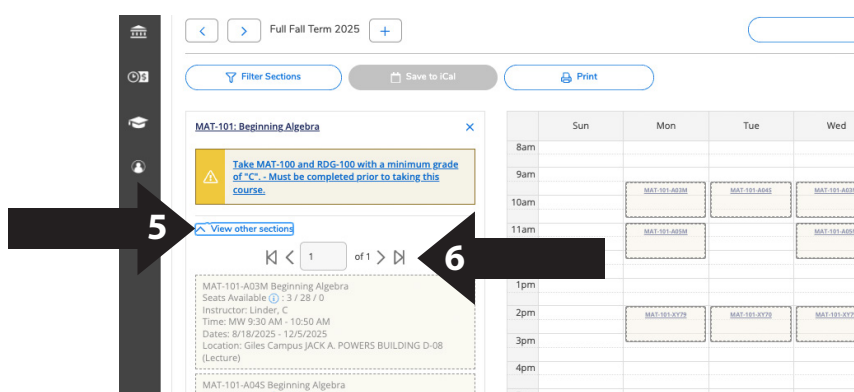 Full Fall Term 2025
Filter Sections
Save to iCal
Print
MAT-101: Beginning Algebra
Take MAT-100 and RDG-100 with a minimum grade
of "C". - Must be completed prior to taking this
course.
5
View other sections
1 of 1
6
MAT-101-A03M Beginning Algebra
Seats Available : 3 / 28 / 0
Instructor: Linder, C
Time: MW 9:30 AM - 10:50 AM
Dates: 8/18/2025 - 12/5/2025
Location: Giles Campus JACK A. POWERS BUILDING D-08
(Lecture)
MAT-101-A04S Beginning Algebra
Sun Mon Tue Wed
8am
9am
MAT-101-A03M MAT-101-A04S
10am
11am
MAT-101-A05M
1pm
2pm
MAT-101-XY79 MAT-101-XY70
3pm
4pm